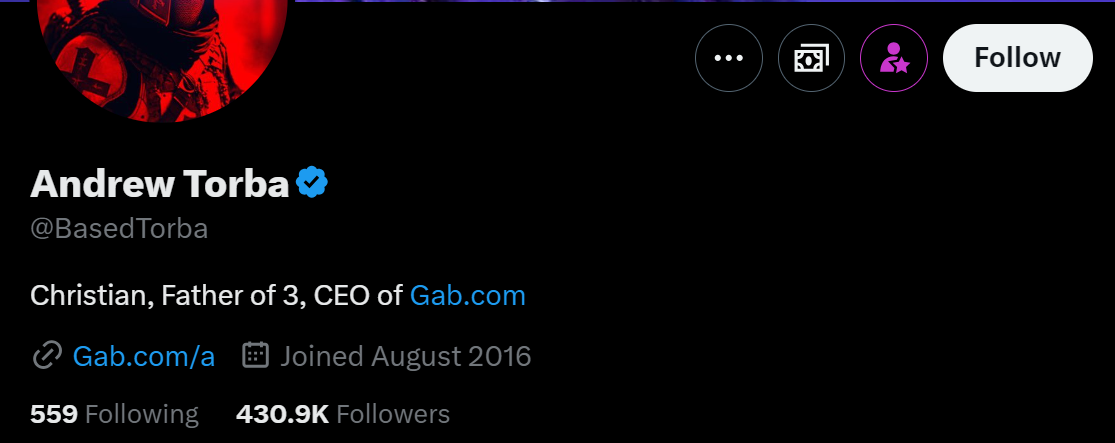 Follow
Andrew Torba
@BasedTorba
Christian, Father of 3, CEO of Gab.com
Gab.com/a Joined August 2016
559 Following 430.9K Followers